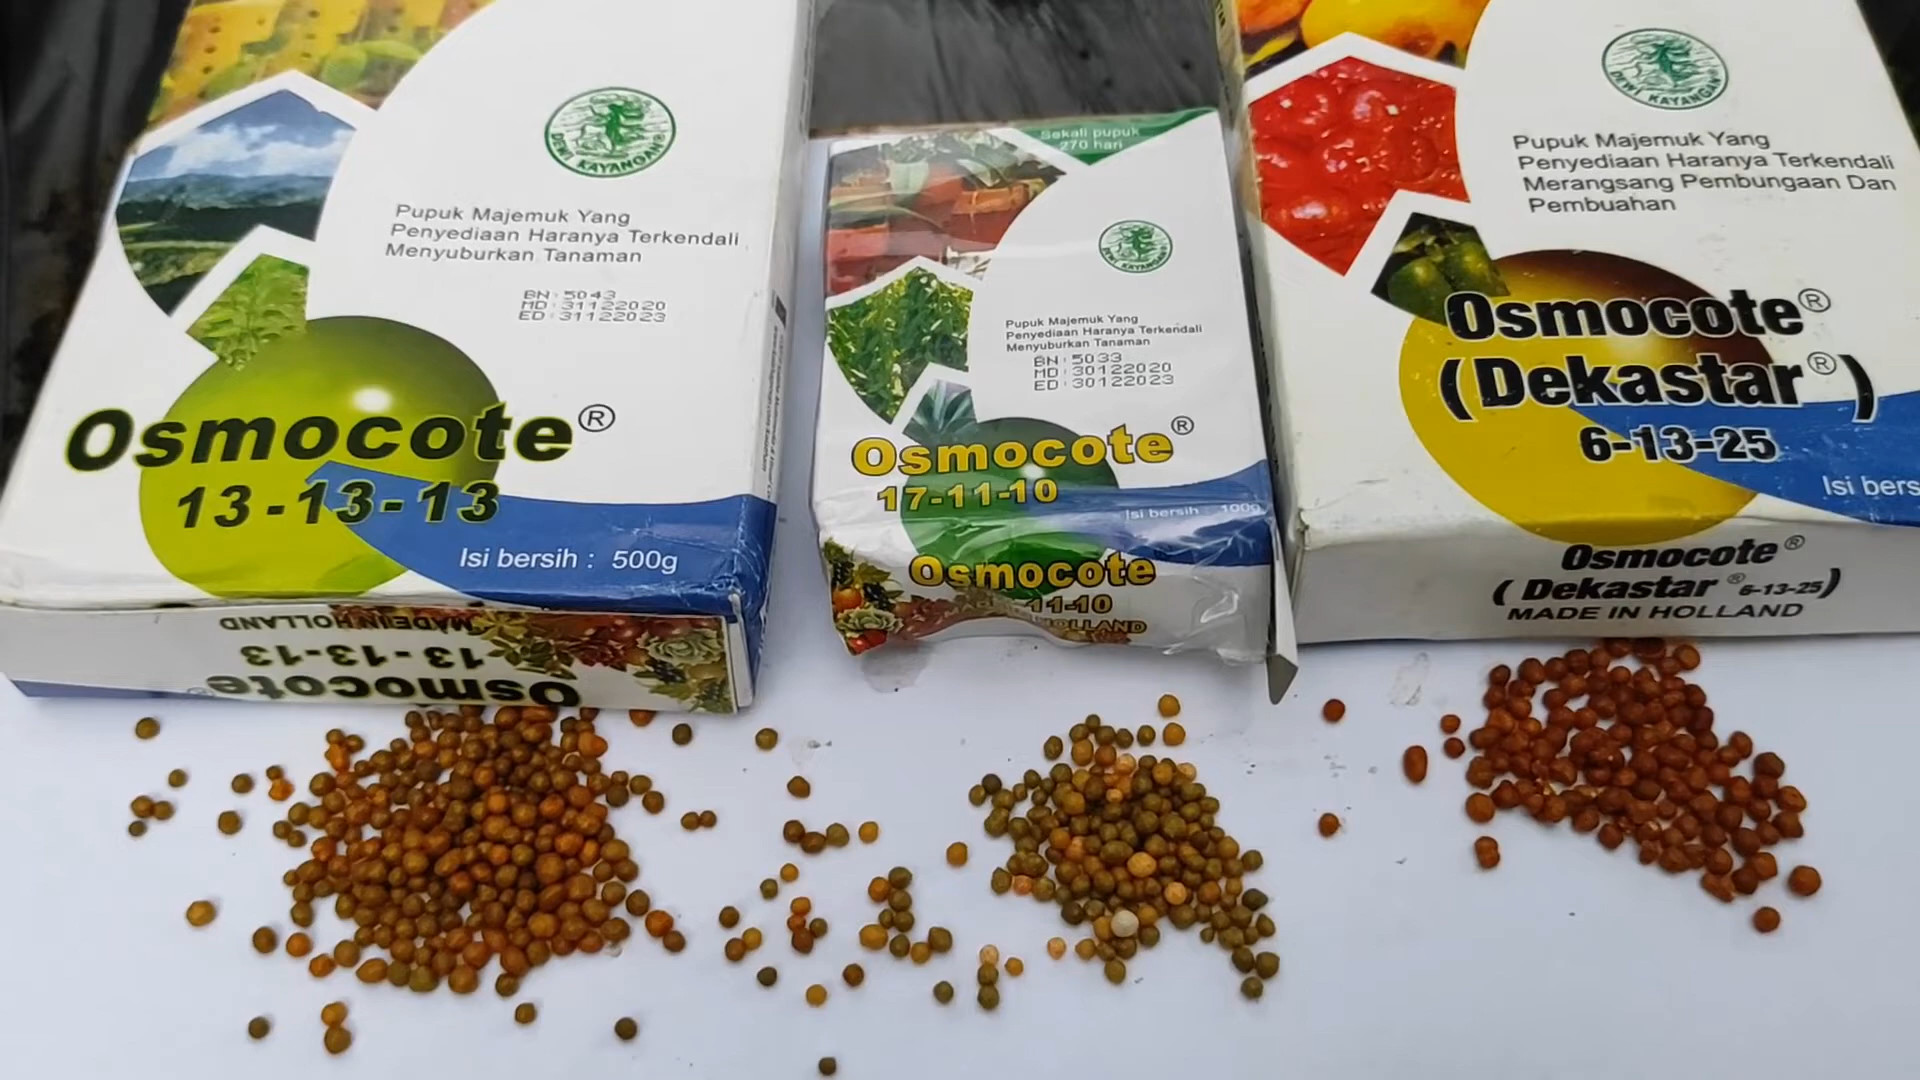 DEWI KAYANGAN
Pupuk Majemuk Yang
Penyediaan Haranya Terkendali
Menyuburkan Tanaman
BN : 5043
MD : 31122020
ED : 31122023
Osmocote®
13-13-13
Isi bersih : 500g
MADE IN HOLLAND
13-13-13
Osmocote®
Sekali pupuk
270 hari
DEWI KAYANGAN
Pupuk Majemuk Yang
Penyediaan Haranya Terkendali
Menyuburkan Tanaman
BN : 5033
MD : 30122020
ED : 30122023
Osmocote®
17-11-10
Isi bersih 100g
Osmocote
11-10
HOLLAND
DEWI KAYANGAN
Pupuk Majemuk Yang
Penyediaan Haranya Terkendali
Merangsang Pembungaan Dan
Pembuahan
Osmocote®
(Dekastar®)
6-13-25
Isi bers
Osmocote®
(Dekastar® 6-13-25)
MADE IN HOLLAND